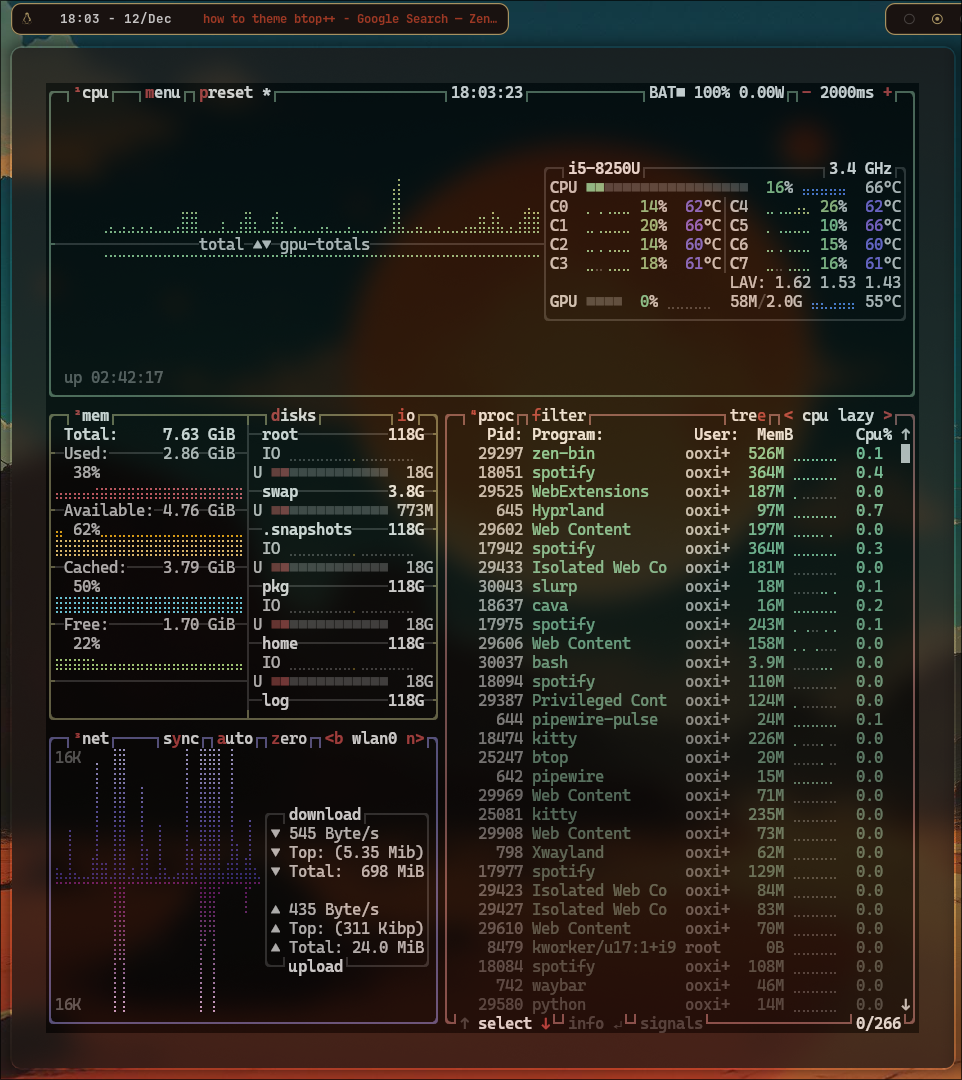 18:03 - 12/Dec how to theme btop++ - Google Search — Zen…
¹cpu menu preset * 18:03:23 BAT■ 100% 0.00W - 2000ms +
i5-8250U 3.4 GHz
CPU 16% 66°C
C0 14% 62°C C4 26% 62°C
C1 20% 66°C C5 10% 66°C
C2 14% 60°C C6 15% 60°C
C3 18% 61°C C7 16% 61°C
total ▲▼ gpu-totals
LAV: 1.62 1.53 1.43
GPU 0% 58M/2.0G 55°C
up 02:42:17
²mem
Total: 7.63 GiB
Used: 2.86 GiB
38%
Available: 4.76 GiB
62%
Cached: 3.79 GiB
50%
Free: 1.70 GiB
22%
disks io
root 118G
IO
U 18G
swap 3.8G
U 773M
.snapshots 118G
IO
U 18G
pkg 118G
IO
U 18G
home 118G
IO
U 18G
log 118G
³net sync auto zero <b wlan0 n>
16K
download
▼ 545 Byte/s
▼ Top: (5.35 Mib)
▼ Total: 698 MiB
▲ 435 Byte/s
▲ Top: (311 Kibp)
▲ Total: 24.0 MiB
upload
16K
⁴proc filter tree < cpu lazy >
Pid: Program: User: MemB Cpu% ↑
29297 zen-bin ooxi+ 526M 0.1
18051 spotify ooxi+ 364M 0.4
29525 WebExtensions ooxi+ 187M 0.0
645 Hyprland ooxi+ 97M 0.7
29602 Web Content ooxi+ 197M 0.0
17942 spotify ooxi+ 364M 0.3
29433 Isolated Web Co ooxi+ 181M 0.0
30043 slurp ooxi+ 18M 0.1
18637 cava ooxi+ 16M 0.2
17975 spotify ooxi+ 243M 0.1
29606 Web Content ooxi+ 158M 0.0
30037 bash ooxi+ 3.9M 0.0
18094 spotify ooxi+ 110M 0.0
29387 Privileged Cont ooxi+ 124M 0.0
644 pipewire-pulse ooxi+ 24M 0.1
18474 kitty ooxi+ 226M 0.0
25247 btop ooxi+ 20M 0.0
642 pipewire ooxi+ 15M 0.0
29969 Web Content ooxi+ 71M 0.0
25081 kitty ooxi+ 235M 0.0
29908 Web Content ooxi+ 73M 0.0
798 Xwayland ooxi+ 62M 0.0
17977 spotify ooxi+ 129M 0.0
29423 Isolated Web Co ooxi+ 84M 0.0
29427 Isolated Web Co ooxi+ 83M 0.0
29610 Web Content ooxi+ 70M 0.0
8479 kworker/u17:1+i9 root 0B 0.0
18084 spotify ooxi+ 108M 0.0
742 waybar ooxi+ 46M 0.0
29580 python ooxi+ 14M 0.0 ↓
↑ select ↓ info ↵ signals 0/266